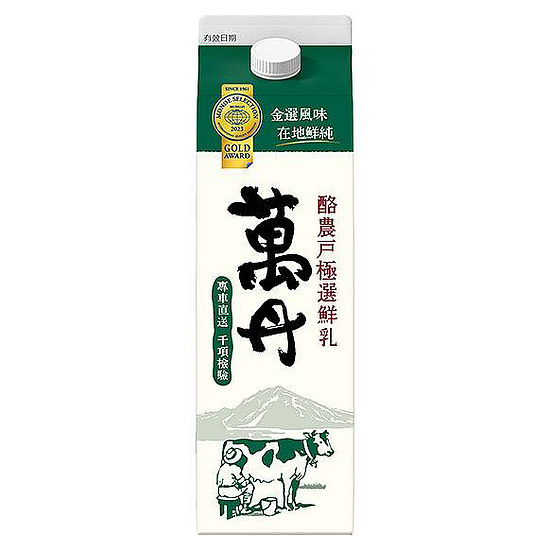 有效日期
SINCE 1961
MONDE SELECTION
2023
GOLD
AWARD
金選風味
在地鮮純
酪農戶極選鮮乳
萬丹
專車直送 千項檢驗